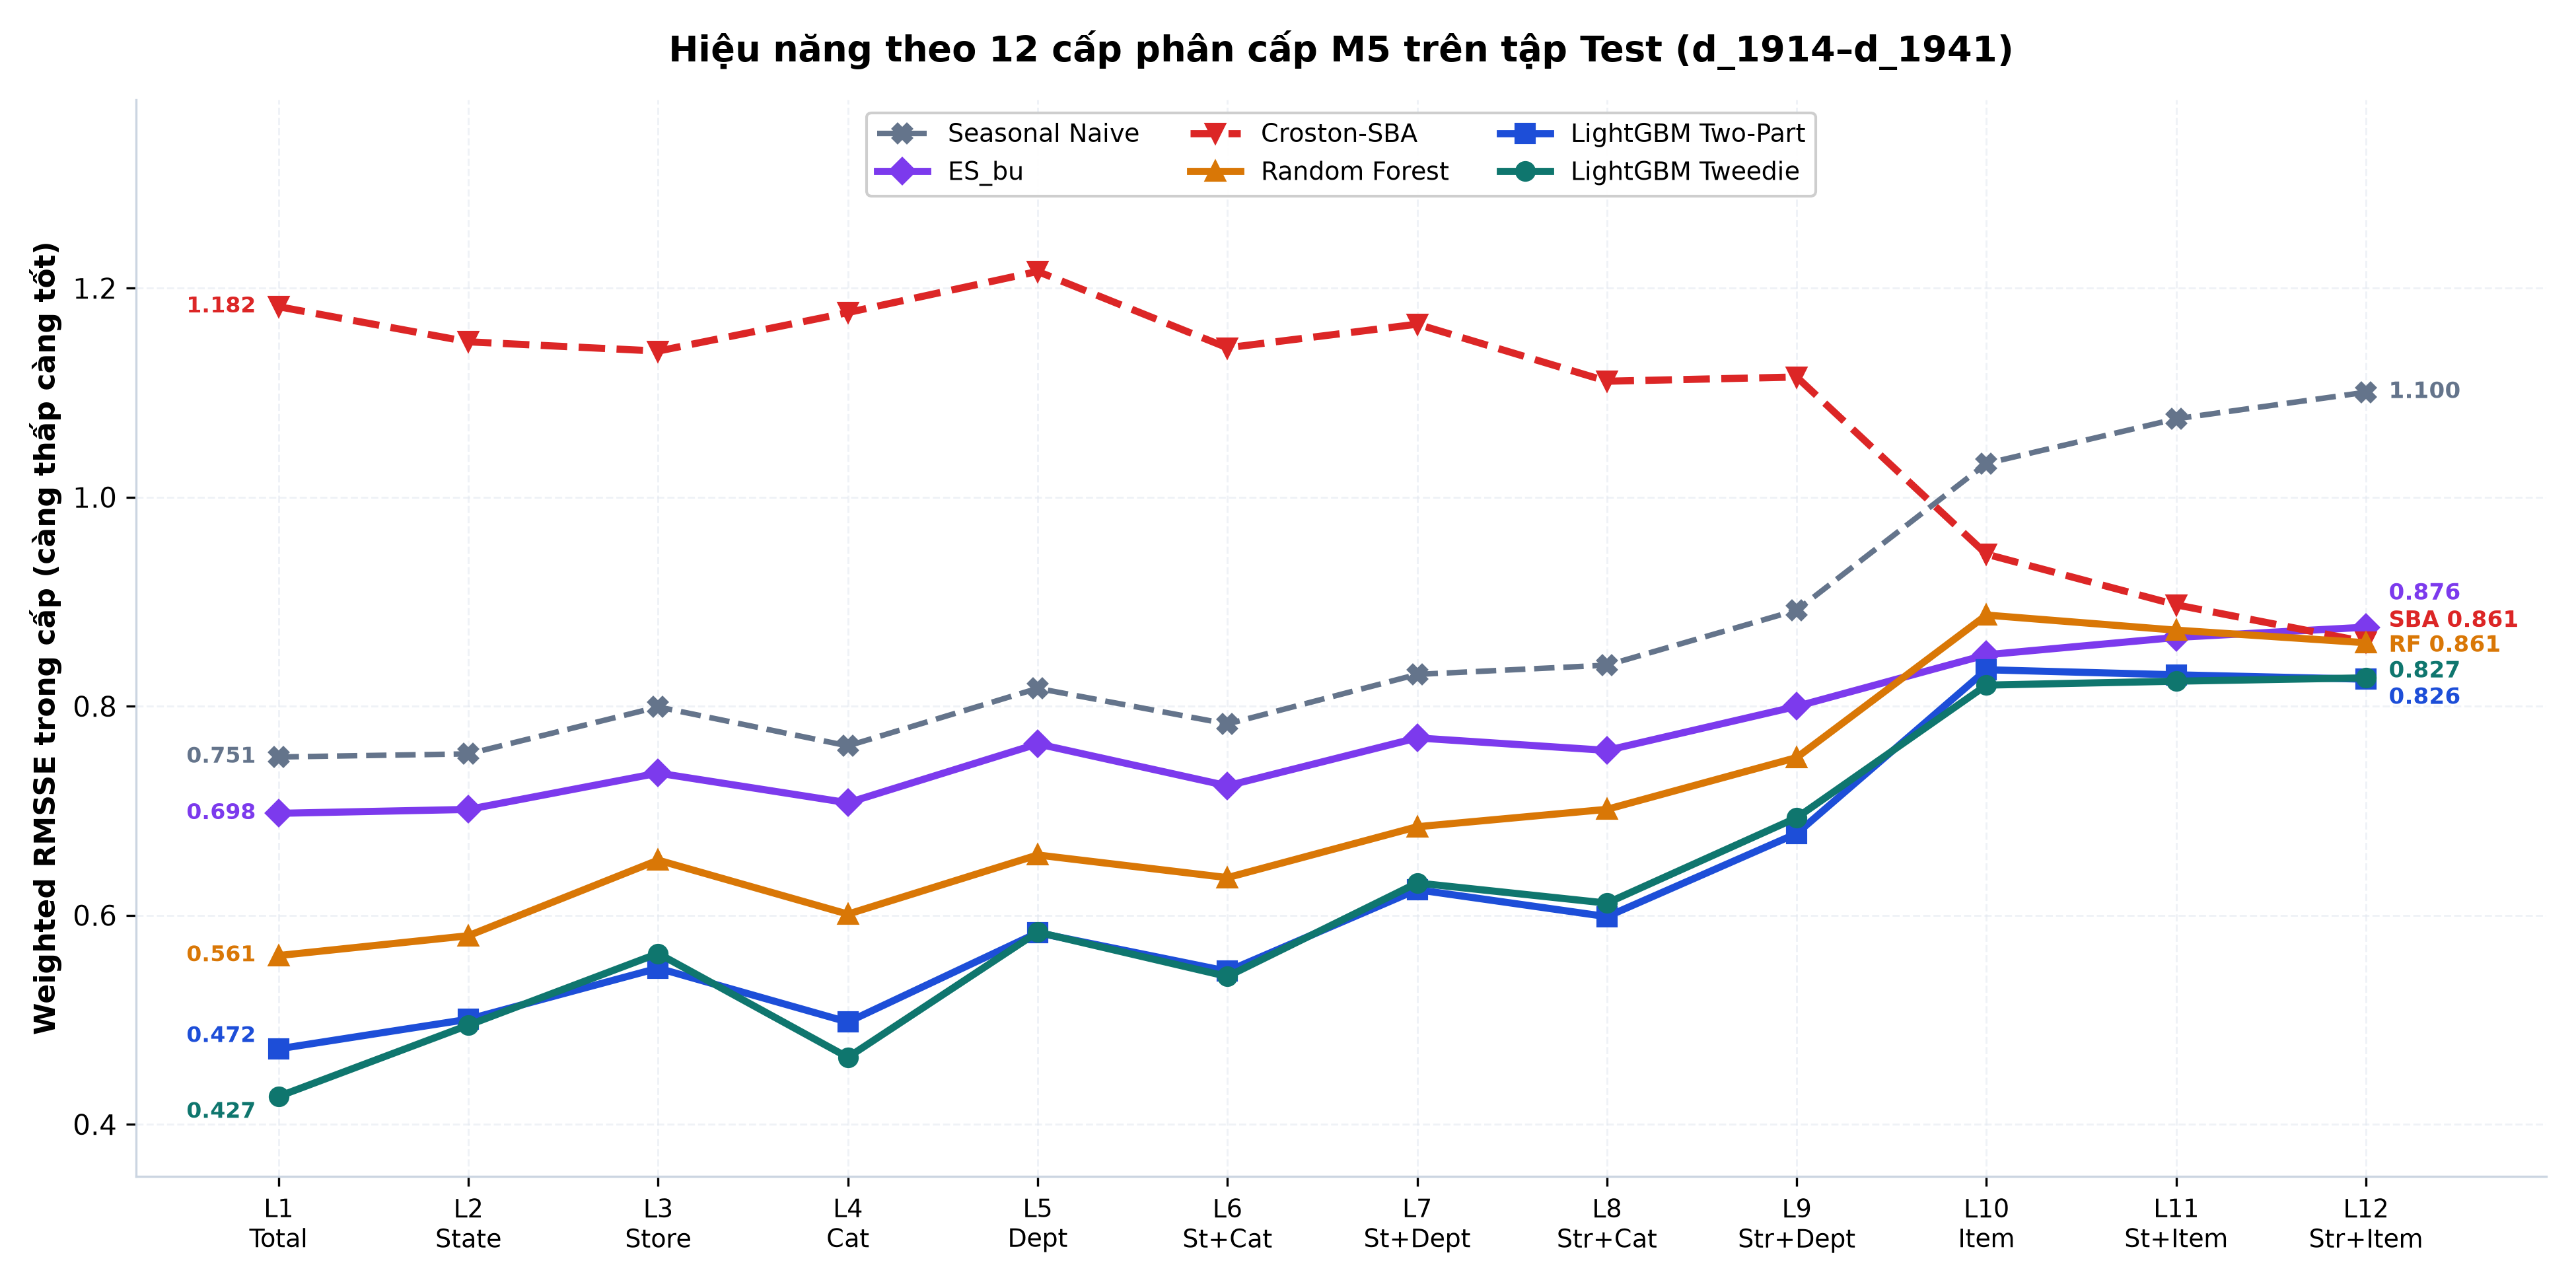 Hiệu năng theo 12 cấp phân cấp M5 trên tập Test (d_1914–d_1941)
Seasonal Naive
ES_bu
Croston-SBA
Random Forest
LightGBM Two-Part
LightGBM Tweedie
Weighted RMSSE trong cấp (càng thấp càng tốt)
1.2
1.0
0.8
0.6
0.4
1.182
0.751
0.698
0.561
0.472
0.427
1.100
0.876
SBA 0.861
RF 0.861
0.827
0.826
L1
Total
L2
State
L3
Store
L4
Cat
L5
Dept
L6
St+Cat
L7
St+Dept
L8
Str+Cat
L9
Str+Dept
L10
Item
L11
St+Item
L12
Str+Item